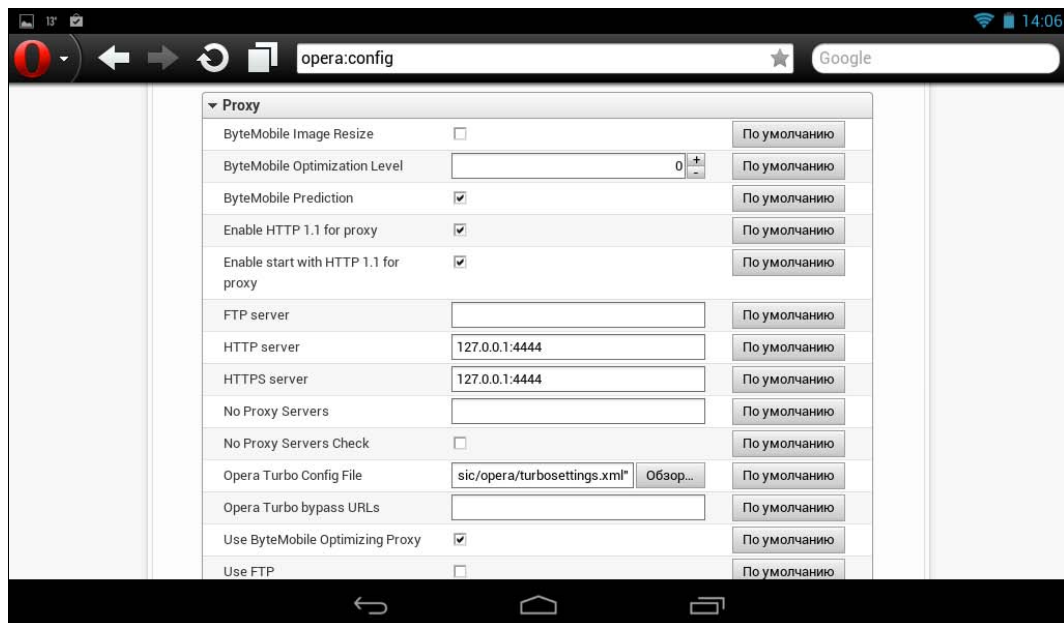 13° 14:06
opera:config Google
Proxy
ByteMobile Image Resize По умолчанию
ByteMobile Optimization Level 0 + - По умолчанию
ByteMobile Prediction По умолчанию
Enable HTTP 1.1 for proxy По умолчанию
Enable start with HTTP 1.1 for По умолчанию
proxy
FTP server По умолчанию
HTTP server 127.0.0.1:4444 По умолчанию
HTTPS server 127.0.0.1:4444 По умолчанию
No Proxy Servers По умолчанию
No Proxy Servers Check По умолчанию
Opera Turbo Config File sic/opera/turbosettings.xml" Обзор... По умолчанию
Opera Turbo bypass URLs По умолчанию
Use ByteMobile Optimizing Proxy По умолчанию
Use FTP По умолчанию